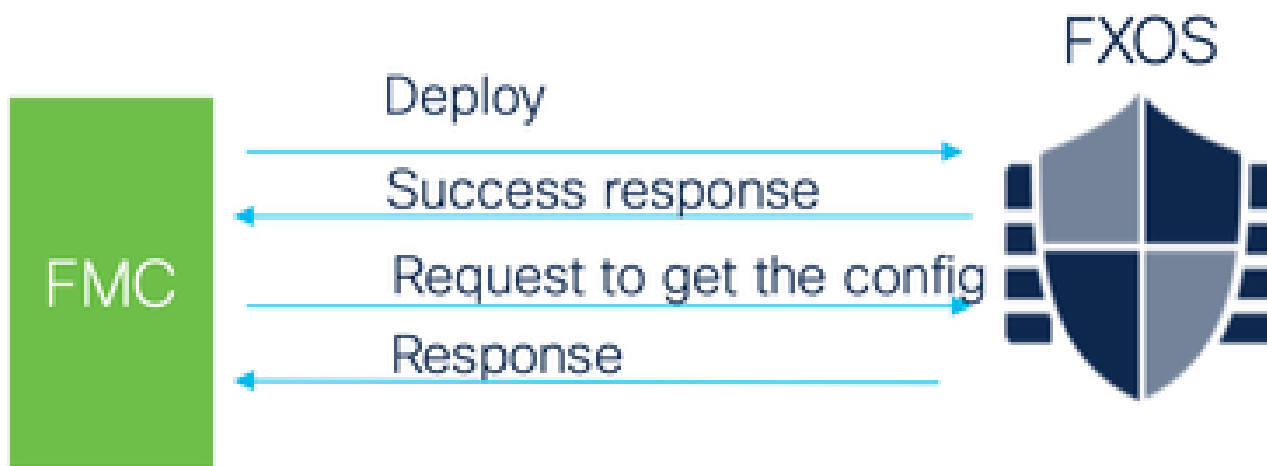 FXOS
Deploy
Success response
FMC
Request to get the config
Response